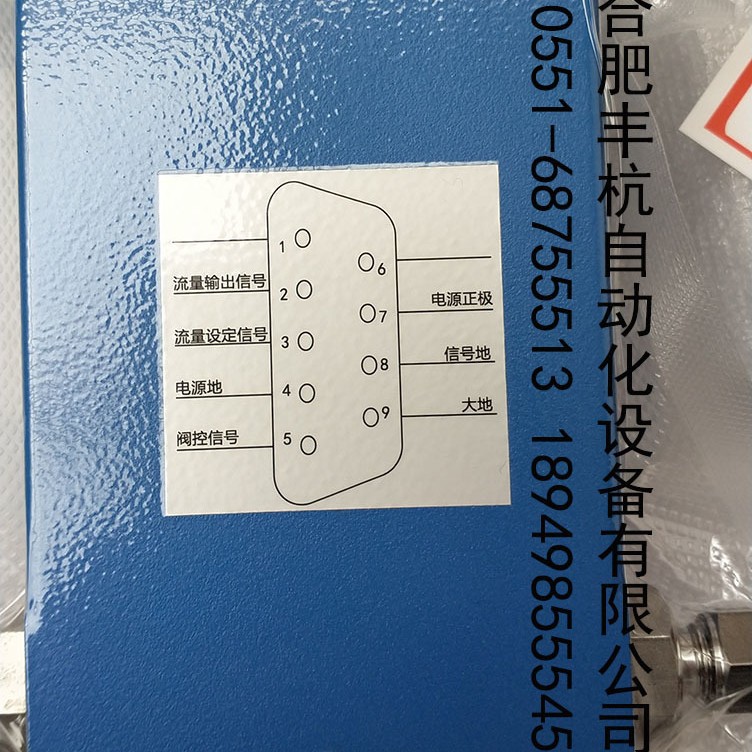 1
流量输出信号
2
流量设定信号
3
电源地
4
阀控信号
5
6
电源正极
7
信号地
8
大地
9
合肥丰杭自动化设备有限公司
0551-68755513 18949855545